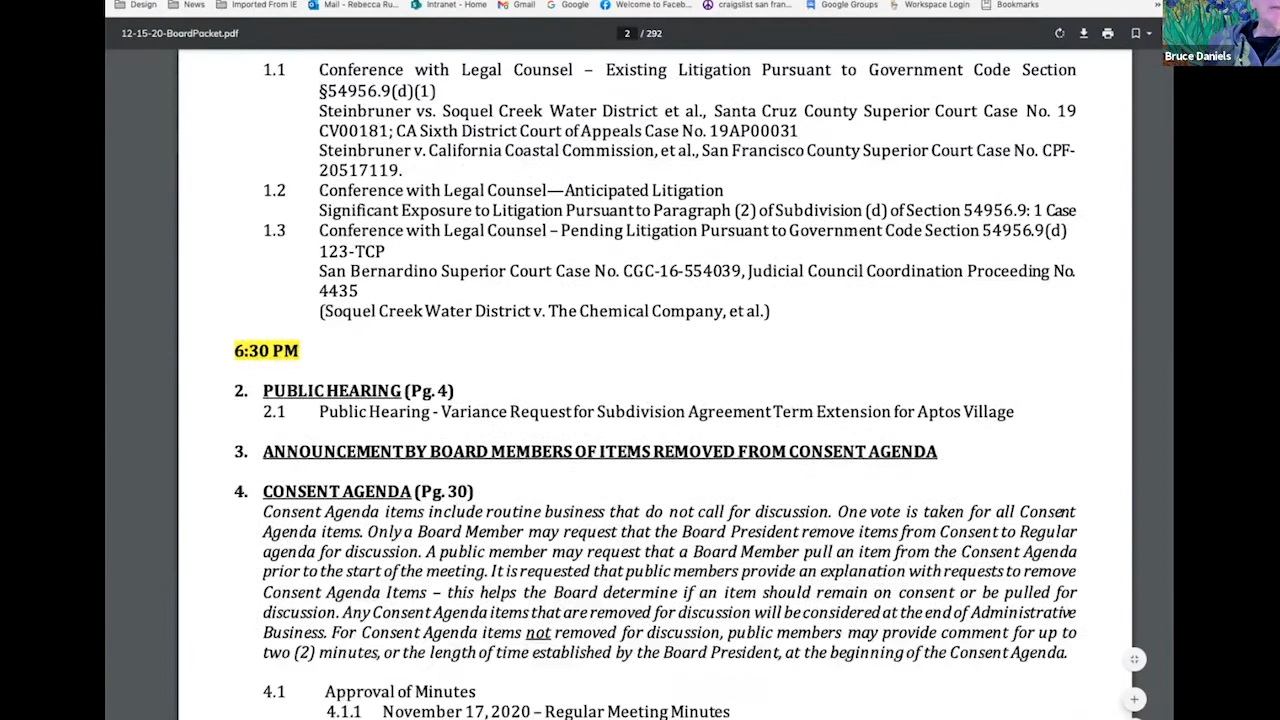 Design News Imported From IE Mail - Rebecca Ru... Intranet - Home Gmail Google Welcome to Faceb... craigslist san fran... Google Groups Workspace Login Bookmarks »
12-15-20-BoardPacket.pdf 2 / 292
Bruce Daniels
1.1 Conference with Legal Counsel – Existing Litigation Pursuant to Government Code Section
§54956.9(d)(1)
Steinbruner vs. Soquel Creek Water District et al., Santa Cruz County Superior Court Case No. 19
CV00181; CA Sixth District Court of Appeals Case No. 19AP00031
Steinbruner v. California Coastal Commission, et al., San Francisco County Superior Court Case No. CPF-
20517119.
1.2 Conference with Legal Counsel—Anticipated Litigation
Significant Exposure to Litigation Pursuant to Paragraph (2) of Subdivision (d) of Section 54956.9: 1 Case
1.3 Conference with Legal Counsel – Pending Litigation Pursuant to Government Code Section 54956.9(d)
123-TCP
San Bernardino Superior Court Case No. CGC-16-554039, Judicial Council Coordination Proceeding No.
4435
(Soquel Creek Water District v. The Chemical Company, et al.)
6:30 PM
2. PUBLIC HEARING (Pg. 4)
2.1 Public Hearing - Variance Request for Subdivision Agreement Term Extension for Aptos Village
3. ANNOUNCEMENT BY BOARD MEMBERS OF ITEMS REMOVED FROM CONSENT AGENDA
4. CONSENT AGENDA (Pg. 30)
Consent Agenda items include routine business that do not call for discussion. One vote is taken for all Consent
Agenda items. Only a Board Member may request that the Board President remove items from Consent to Regular
agenda for discussion. A public member may request that a Board Member pull an item from the Consent Agenda
prior to the start of the meeting. It is requested that public members provide an explanation with requests to remove
Consent Agenda Items – this helps the Board determine if an item should remain on consent or be pulled for
discussion. Any Consent Agenda items that are removed for discussion will be considered at the end of Administrative
Business. For Consent Agenda items not removed for discussion, public members may provide comment for up to
two (2) minutes, or the length of time established by the Board President, at the beginning of the Consent Agenda.
4.1 Approval of Minutes
4.1.1 November 17, 2020 – Regular Meeting Minutes